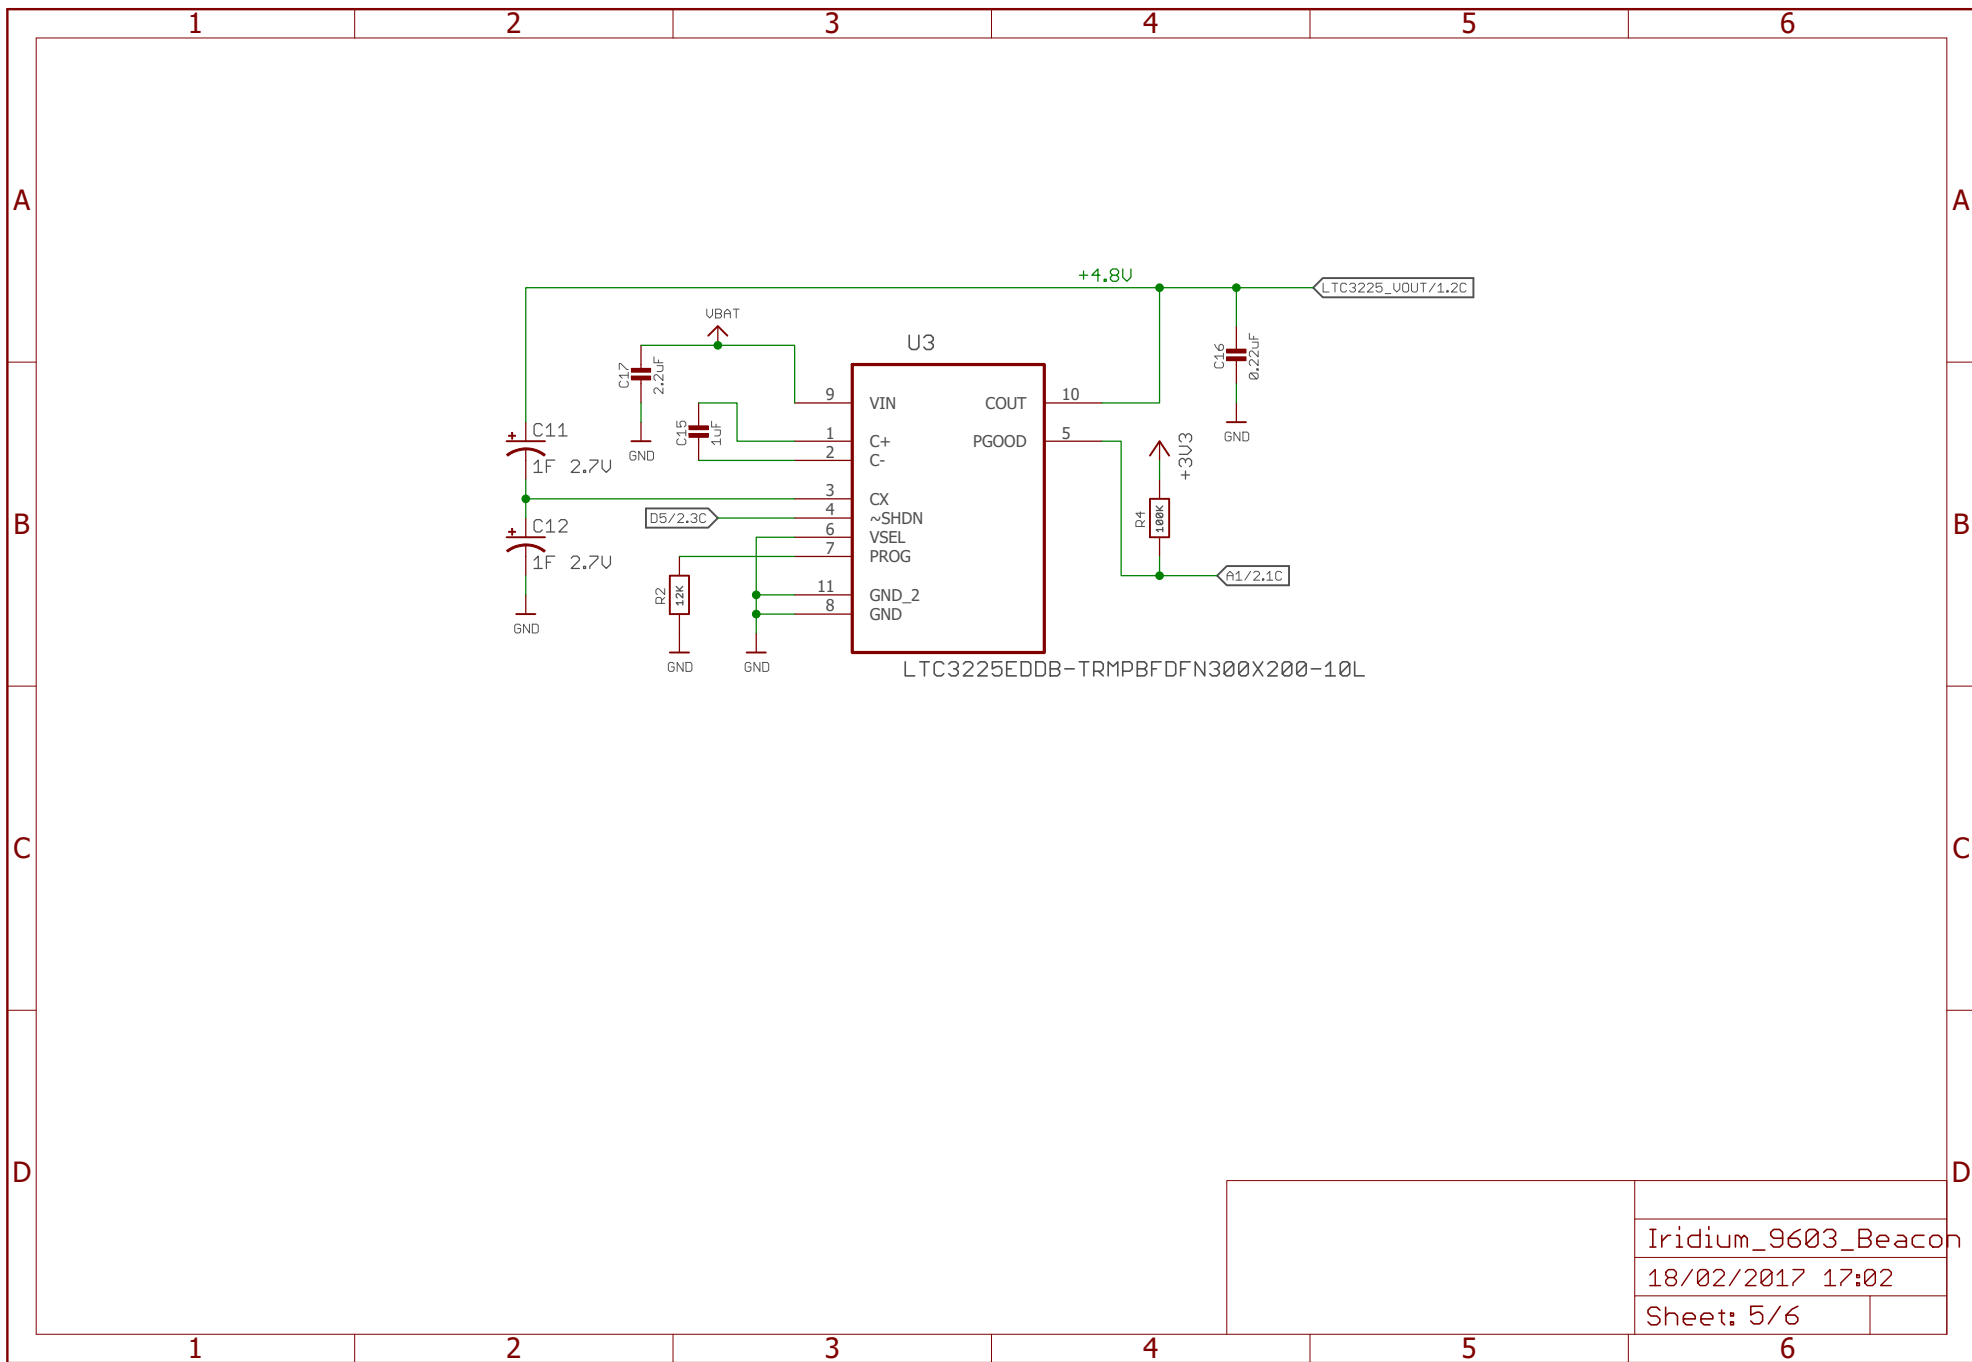 1 2 3 4 5 6
A A
+4.8V
LTC3225_VOUT/1.2C
VBAT
U3
C17
2.2uF
C16
0.22uF
9 VIN COUT 10
C11
C15
1uF
1 C+ PGOOD 5
GND
GND
+3V3
2 C-
1F 2.7V
3 CX
B B
C12
D5/2.3C
4 ~SHDN
R4
100K
6 VSEL
7 PROG
1F 2.7V
A1/2.1C
R2
12K
11 GND_2
8 GND
GND
GND
GND
LTC3225EDDB-TRMPBFDFN300X200-10L
C C
D D
Iridium_9603_Beacon
18/02/2017 17:02
Sheet: 5/6
1 2 3 4 5 6